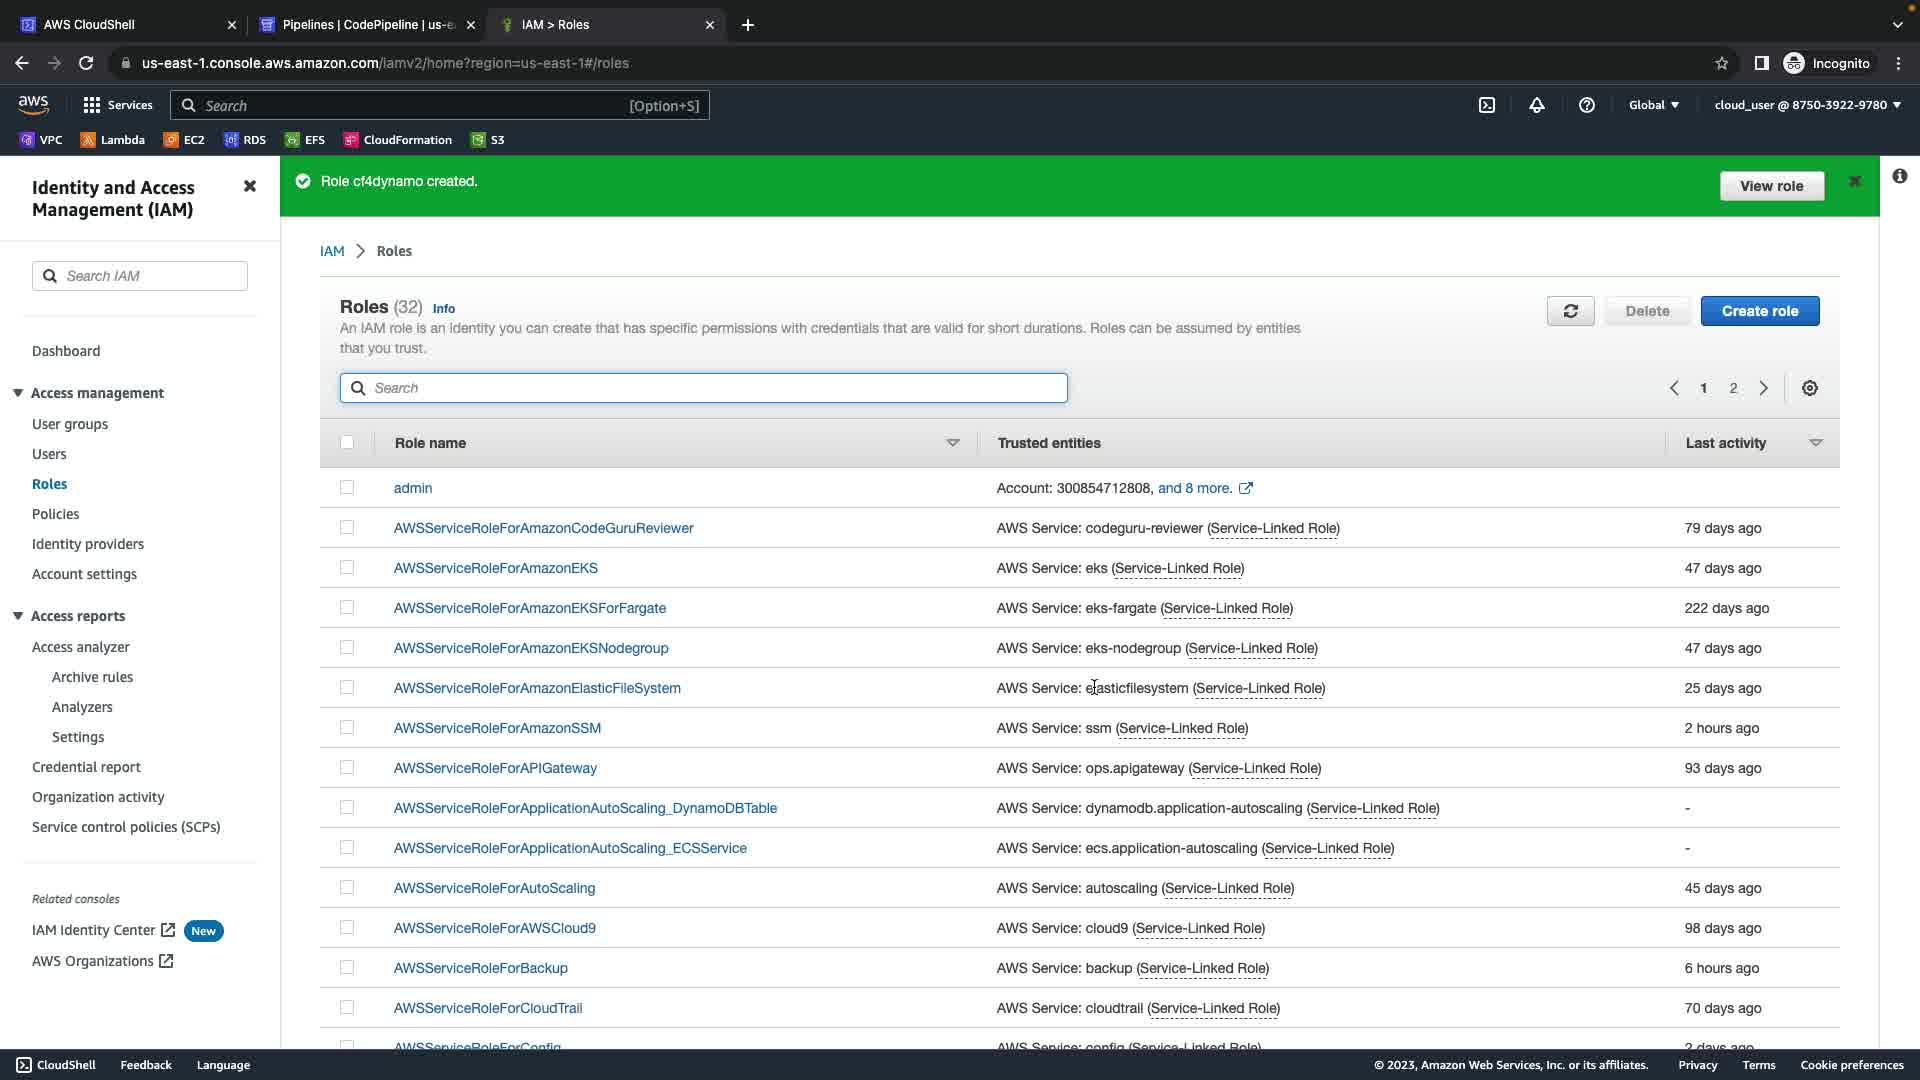 AWS CloudShell
Pipelines | CodePipeline | us-ea
IAM > Roles
us-east-1.console.aws.amazon.com/iamv2/home?region=us-east-1#/roles
Incognito
aws
Services
Search
[Option+S]
Global
cloud_user @ 8750-3922-9780
VPC
Lambda
EC2
RDS
EFS
CloudFormation
S3
Identity and Access
Management (IAM)
Search IAM
Dashboard
Access management
User groups
Users
Roles
Policies
Identity providers
Account settings
Access reports
Access analyzer
Archive rules
Analyzers
Settings
Credential report
Organization activity
Service control policies (SCPs)
Related consoles
IAM Identity Center
New
AWS Organizations
Role cf4dynamo created.
View role
IAM
Roles
Roles (32) Info
An IAM role is an identity you can create that has specific permissions with credentials that are valid for short durations. Roles can be assumed by entities
that you trust.
Delete
Create role
Search
1
2
Role name
Trusted entities
Last activity
admin
Account: 300854712808, and 8 more.
AWSServiceRoleForAmazonCodeGuruReviewer
AWS Service: codeguru-reviewer (Service-Linked Role)
79 days ago
AWSServiceRoleForAmazonEKS
AWS Service: eks (Service-Linked Role)
47 days ago
AWSServiceRoleForAmazonEKSForFargate
AWS Service: eks-fargate (Service-Linked Role)
222 days ago
AWSServiceRoleForAmazonEKSNodegroup
AWS Service: eks-nodegroup (Service-Linked Role)
47 days ago
AWSServiceRoleForAmazonElasticFileSystem
AWS Service: elasticfilesystem (Service-Linked Role)
25 days ago
AWSServiceRoleForAmazonSSM
AWS Service: ssm (Service-Linked Role)
2 hours ago
AWSServiceRoleForAPIGateway
AWS Service: ops.apigateway (Service-Linked Role)
93 days ago
AWSServiceRoleForApplicationAutoScaling_DynamoDBTable
AWS Service: dynamodb.application-autoscaling (Service-Linked Role)
-
AWSServiceRoleForApplicationAutoScaling_ECSService
AWS Service: ecs.application-autoscaling (Service-Linked Role)
-
AWSServiceRoleForAutoScaling
AWS Service: autoscaling (Service-Linked Role)
45 days ago
AWSServiceRoleForAWSCloud9
AWS Service: cloud9 (Service-Linked Role)
98 days ago
AWSServiceRoleForBackup
AWS Service: backup (Service-Linked Role)
6 hours ago
AWSServiceRoleForCloudTrail
AWS Service: cloudtrail (Service-Linked Role)
70 days ago
AWSServiceRoleForConfig
AWS Service: config (Service-Linked Role)
2 days ago
CloudShell
Feedback
Language
© 2023, Amazon Web Services, Inc. or its affiliates.
Privacy
Terms
Cookie preferences